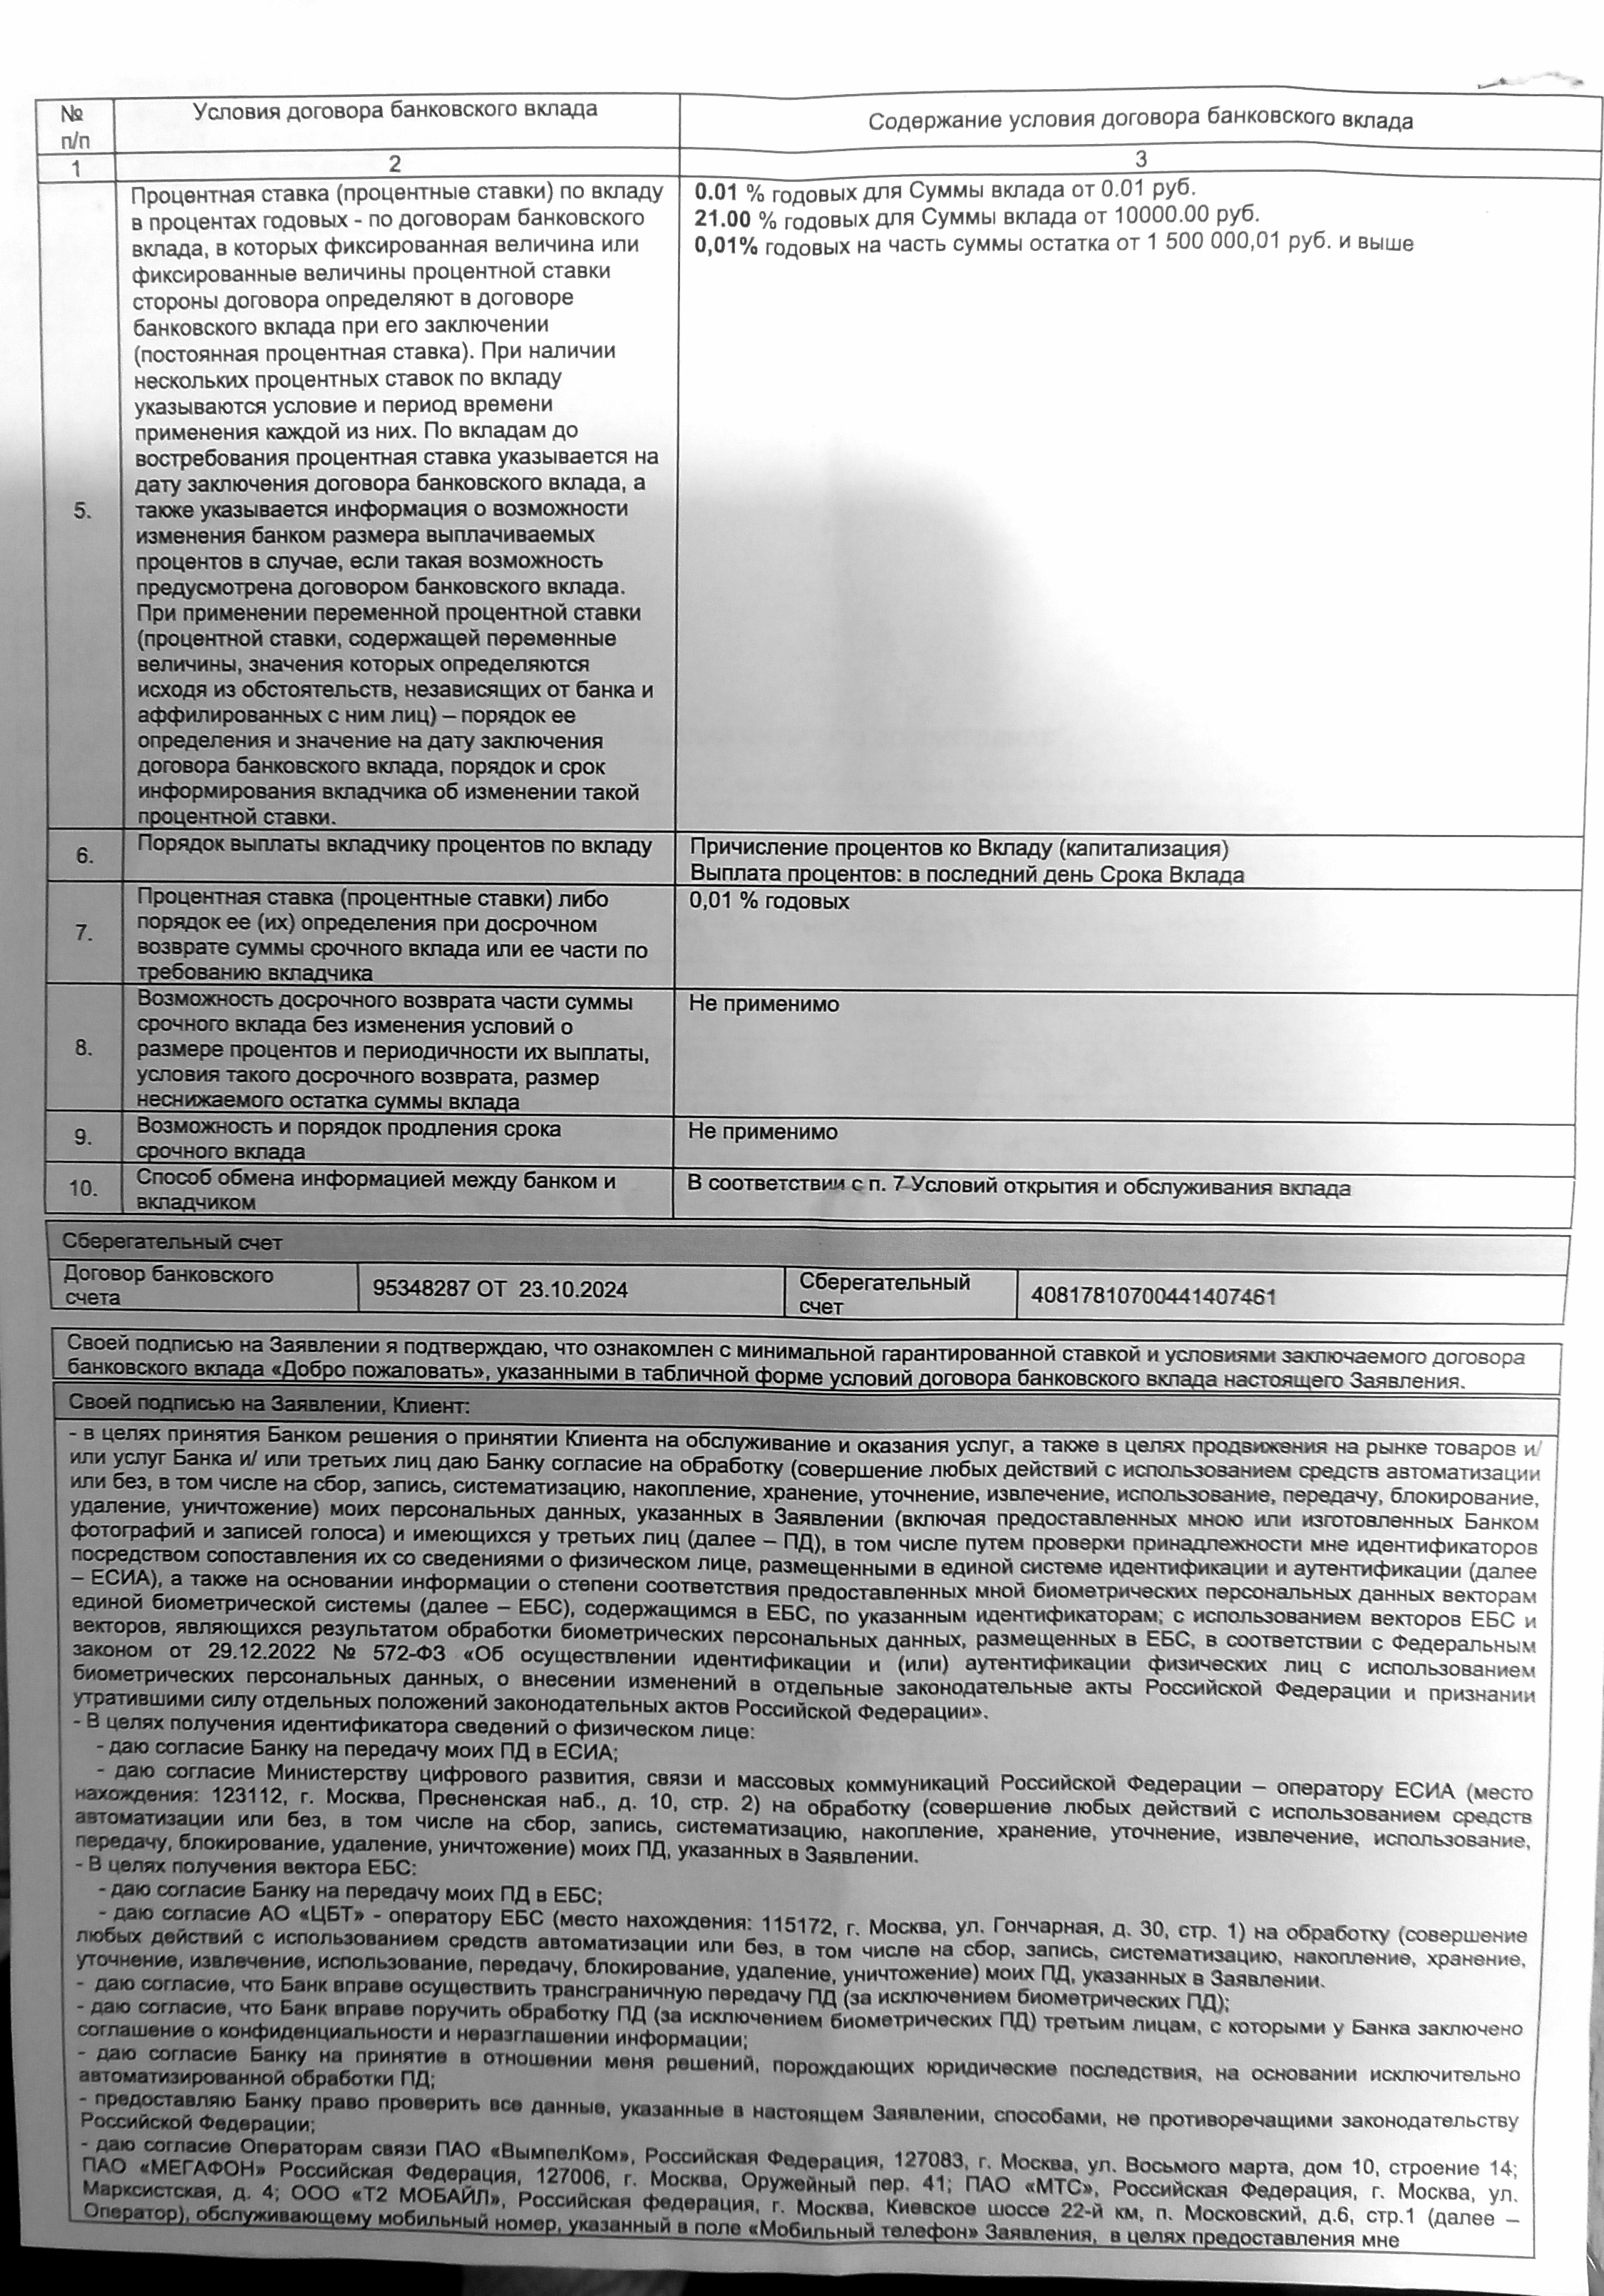 №
п/п
Условия договора банковского вклада
Содержание условия договора банковского вклада
1
2
3
5.
Процентная ставка (процентные ставки) по вкладу
в процентах годовых - по договорам банковского
вклада, в которых фиксированная величина или
фиксированные величины процентной ставки
стороны договора определяют в договоре
банковского вклада при его заключении
(постоянная процентная ставка). При наличии
нескольких процентных ставок по вкладу
указываются условие и период времени
применения каждой из них. По вкладам до
востребования процентная ставка указывается на
дату заключения договора банковского вклада, а
также указывается информация о возможности
изменения банком размера выплачиваемых
процентов в случае, если такая возможность
предусмотрена договором банковского вклада.
При применении переменной процентной ставки
(процентной ставки, содержащей переменные
величины, значения которых определяются
исходя из обстоятельств, независящих от банка и
аффилированных с ним лиц) – порядок ее
определения и значение на дату заключения
договора банковского вклада, порядок и срок
информирования вкладчика об изменении такой
процентной ставки.
0.01 % годовых для Суммы вклада от 0.01 руб.
21.00 % годовых для Суммы вклада от 10000.00 руб.
0,01% годовых на часть суммы остатка от 1 500 000,01 руб. и выше
6.
Порядок выплаты вкладчику процентов по вкладу
Причисление процентов ко Вкладу (капитализация)
Выплата процентов: в последний день Срока Вклада
7.
Процентная ставка (процентные ставки) либо
порядок ее (их) определения при досрочном
возврате суммы срочного вклада или ее части по
требованию вкладчика
0,01 % годовых
8.
Возможность досрочного возврата части суммы
срочного вклада без изменения условий о
размере процентов и периодичности их выплаты,
условия такого досрочного возврата, размер
неснижаемого остатка суммы вклада
Не применимо
9.
Возможность и порядок продления срока
срочного вклада
Не применимо
10.
Способ обмена информацией между банком и
вкладчиком
В соответствии с п. 7 Условий открытия и обслуживания вклада
Сберегательный счет
Договор банковского
счета
95348287 ОТ 23.10.2024
Сберегательный
счет
40817810700441407461
Своей подписью на Заявлении я подтверждаю, что ознакомлен с минимальной гарантированной ставкой и условиями заключаемого договора
банковского вклада «Добро пожаловать», указанными в табличной форме условий договора банковского вклада настоящего Заявления.
Своей подписью на Заявлении, Клиент:
- в целях принятия Банком решения о принятии Клиента на обслуживание и оказания услуг, а также в целях продвижения на рынке товаров и/
или услуг Банка и/ или третьих лиц даю Банку согласие на обработку (совершение любых действий с использованием средств автоматизации
или без, в том числе на сбор, запись, систематизацию, накопление, хранение, уточнение, извлечение, использование, передачу, блокирование,
удаление, уничтожение) моих персональных данных, указанных в Заявлении (включая предоставленных мною или изготовленных Банком
фотографий и записей голоса) и имеющихся у третьих лиц (далее – ПД), в том числе путем проверки принадлежности мне идентификаторов
посредством сопоставления их со сведениями о физическом лице, размещенными в единой системе идентификации и аутентификации (далее
– ЕСИА), а также на основании информации о степени соответствия предоставленных мной биометрических персональных данных векторам
единой биометрической системы (далее – ЕБС), содержащимся в ЕБС, по указанным идентификаторам; с использованием векторов ЕБС и
векторов, являющихся результатом обработки биометрических персональных данных, размещенных в ЕБС, в соответствии с Федеральным
законом от 29.12.2022 № 572-ФЗ «Об осуществлении идентификации и (или) аутентификации физических лиц с использованием
биометрических персональных данных, о внесении изменений в отдельные законодательные акты Российской Федерации и признании
утратившими силу отдельных положений законодательных актов Российской Федерации».
- В целях получения идентификатора сведений о физическом лице:
- даю согласие Банку на передачу моих ПД в ЕСИА;
- даю согласие Министерству цифрового развития, связи и массовых коммуникаций Российской Федерации – оператору ЕСИА (место
нахождения: 123112, г. Москва, Пресненская наб., д. 10, стр. 2) на обработку (совершение любых действий с использованием средств
автоматизации или без, в том числе на сбор, запись, систематизацию, накопление, хранение, уточнение, извлечение, использование,
передачу, блокирование, удаление, уничтожение) моих ПД, указанных в Заявлении.
- В целях получения вектора ЕБС:
- даю согласие Банку на передачу моих ПД в ЕБС;
- даю согласие АО «ЦБТ» - оператору ЕБС (место нахождения: 115172, г. Москва, ул. Гончарная, д. 30, стр. 1) на обработку (совершение
любых действий с использованием средств автоматизации или без, в том числе на сбор, запись, систематизацию, накопление, хранение,
уточнение, извлечение, использование, передачу, блокирование, удаление, уничтожение) моих ПД, указанных в Заявлении.
- даю согласие, что Банк вправе осуществить трансграничную передачу ПД (за исключением биометрических ПД);
- даю согласие, что Банк вправе поручить обработку ПД (за исключением биометрических ПД) третьим лицам, с которыми у Банка заключено
соглашение о конфиденциальности и неразглашении информации;
- даю согласие Банку на принятие в отношении меня решений, порождающих юридические последствия, на основании исключительно
автоматизированной обработки ПД;
- предоставляю Банку право проверить все данные, указанные в настоящем Заявлении, способами, не противоречащими законодательству
Российской Федерации;
- даю согласие Операторам связи ПАО «ВымпелКом», Российская Федерация, 127083, г. Москва, ул. Восьмого марта, дом 10, строение 14;
ПАО «МЕГАФОН» Российская Федерация, 127006, г. Москва, Оружейный пер. 41; ПАО «МТС», Российская Федерация, г. Москва, ул.
Марксистская, д. 4; ООО «Т2 МОБАЙЛ», Российская федерация, г. Москва, Киевское шоссе 22-й км, п. Московский, д.6, стр.1 (далее –
Оператор), обслуживающему мобильный номер, указанный в поле «Мобильный телефон» Заявления, в целях предоставления мне